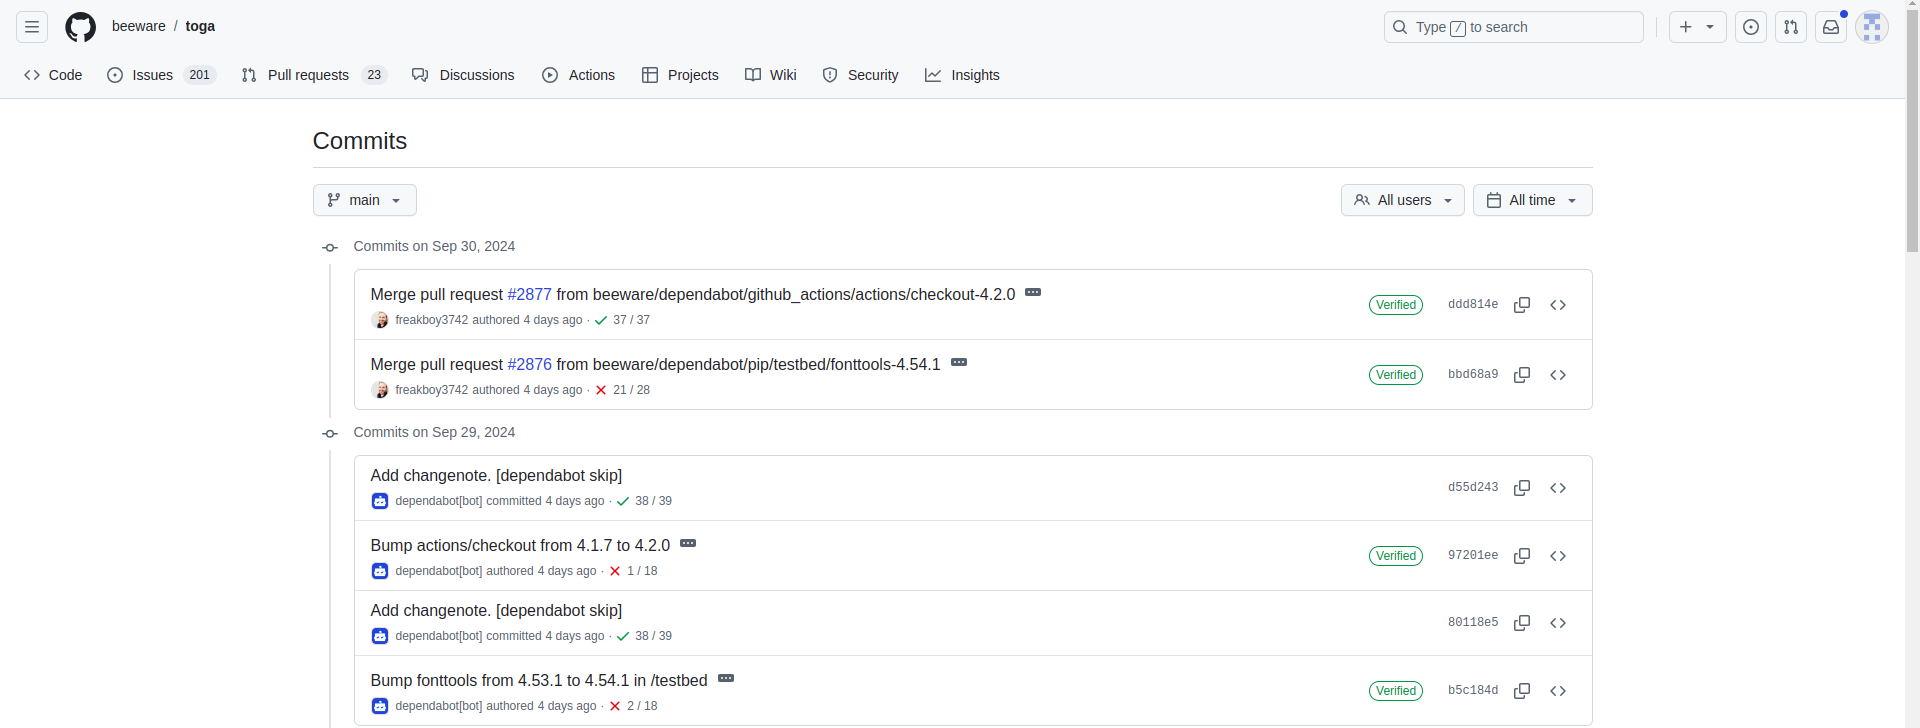 beeware / toga
Type / to search
Code
Issues 201
Pull requests 23
Discussions
Actions
Projects
Wiki
Security
Insights
Commits
main
All users
All time
Commits on Sep 30, 2024
Merge pull request #2877 from beeware/dependabot/github_actions/actions/checkout-4.2.0
freakboy3742 authored 4 days ago · 37 / 37
Verified
ddd814e
Merge pull request #2876 from beeware/dependabot/pip/testbed/fonttools-4.54.1
freakboy3742 authored 4 days ago · 21 / 28
Verified
bbd68a9
Commits on Sep 29, 2024
Add changenote. [dependabot skip]
dependabot[bot] committed 4 days ago · 38 / 39
d55d243
Bump actions/checkout from 4.1.7 to 4.2.0
dependabot[bot] authored 4 days ago · 1 / 18
Verified
97201ee
Add changenote. [dependabot skip]
dependabot[bot] committed 4 days ago · 38 / 39
80118e5
Bump fonttools from 4.53.1 to 4.54.1 in /testbed
dependabot[bot] authored 4 days ago · 2 / 18
Verified
b5c184d